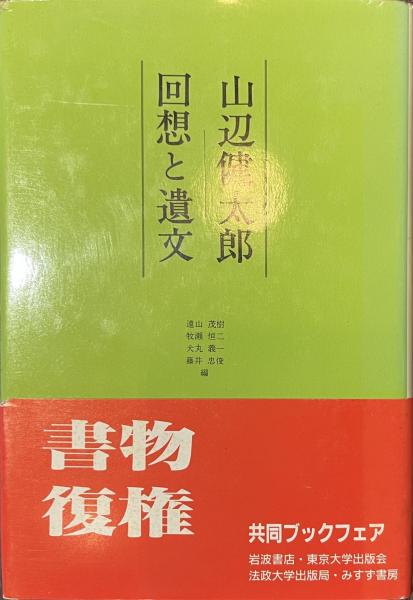 山辺健太郎
回想と遺文
遠山 茂樹
牧瀬 恒二
犬丸 義一
藤井 忠俊
編
書物
復権
共同ブックフェア
岩波書店・東京大学出版会
法政大学出版局・みすず書房